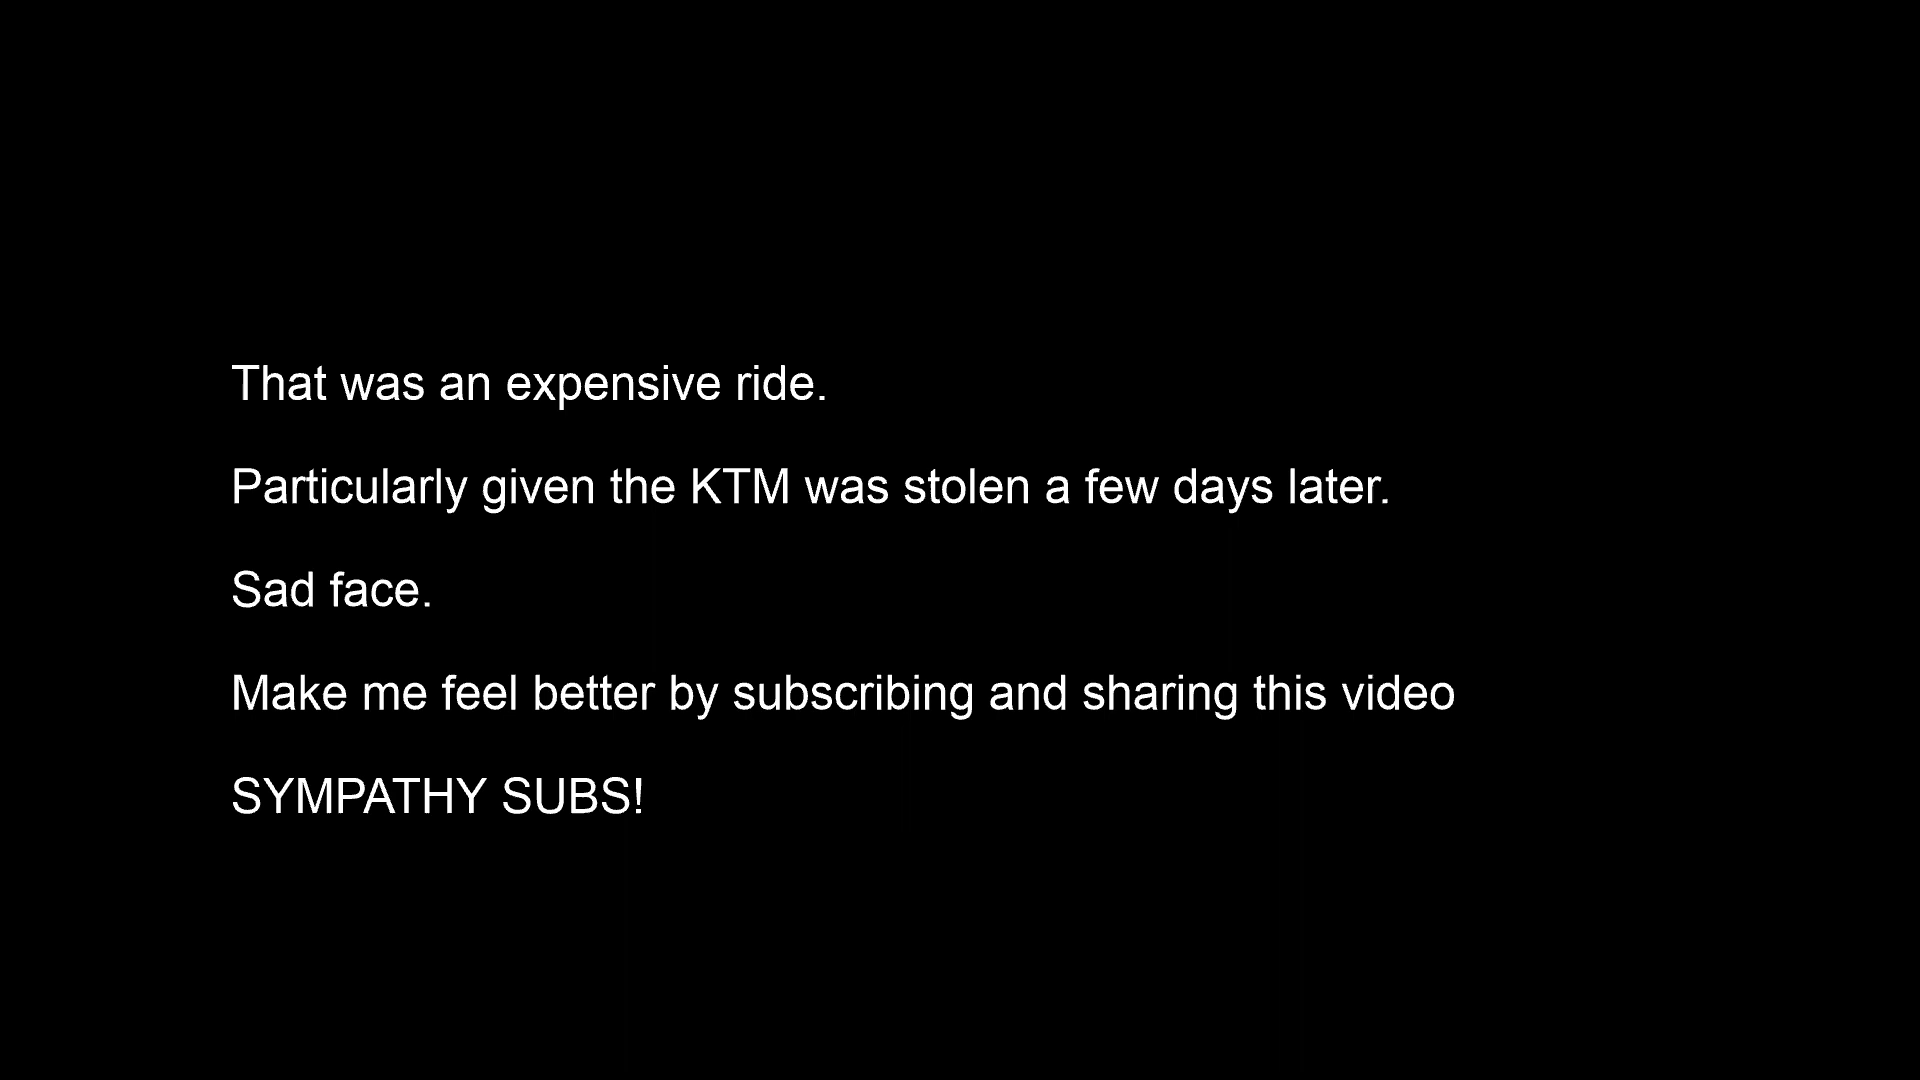 That was an expensive ride.
Particularly given the KTM was stolen a few days later.
Sad face.
Make me feel better by subscribing and sharing this video
SYMPATHY SUBS!